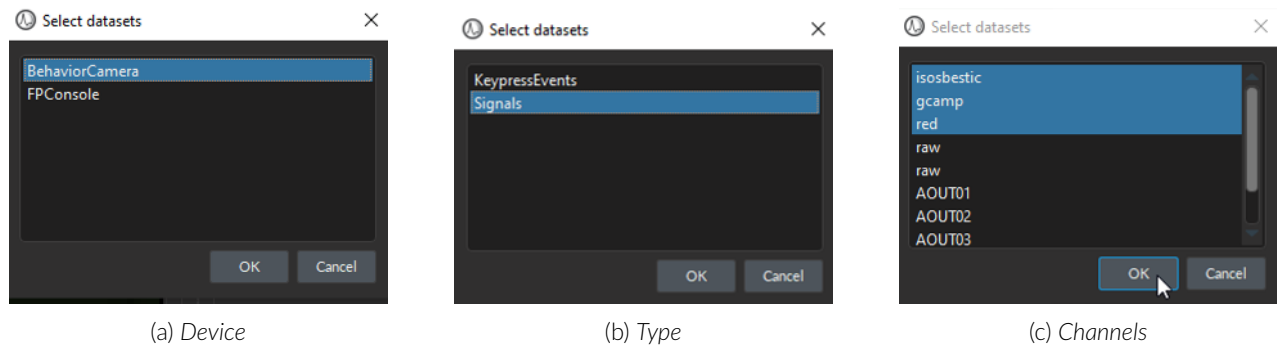 Select datasets
BehaviorCamera
FPConsole
OK Cancel
(a) Device
Select datasets
KeypressEvents
Signals
OK Cancel
(b) Type
Select datasets
isosbestic
gcamp
red
raw
raw
AOUT01
AOUT02
AOUT03
OK Cancel
(c) Channels